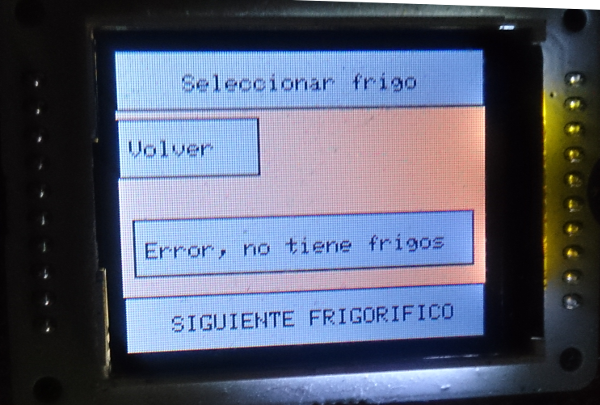 Seleccionar frigo
Volver
Error, no tiene frigos
SIGUIENTE FRIGORIFICO